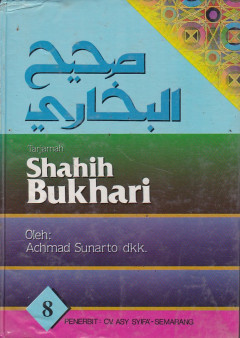 صحيح
البخاري
Tarjamah
Shahih
Bukhari
Oleh:
Achmad Sunarto dkk.
8
PENERBIT : CV ASY SYIFA'-SEMARANG